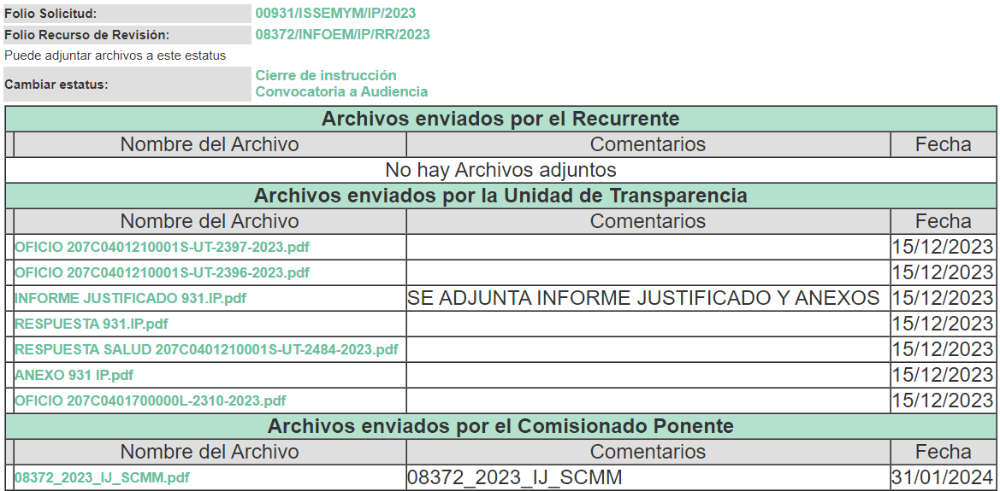 Folio Solicitud: 00931/ISSEMYM/IP/2023
Folio Recurso de Revisión: 08372/INFOEM/IP/RR/2023
Puede adjuntar archivos a este estatus
Cambiar estatus: Cierre de instrucción
Convocatoria a Audiencia
Archivos enviados por el Recurrente
Nombre del Archivo Comentarios Fecha
No hay Archivos adjuntos
Archivos enviados por la Unidad de Transparencia
Nombre del Archivo Comentarios Fecha
OFICIO 207C0401210001S-UT-2397-2023.pdf 15/12/2023
OFICIO 207C0401210001S-UT-2396-2023.pdf 15/12/2023
INFORME JUSTIFICADO 931.IP.pdf SE ADJUNTA INFORME JUSTIFICADO Y ANEXOS 15/12/2023
RESPUESTA 931.IP.pdf 15/12/2023
RESPUESTA SALUD 207C0401210001S-UT-2484-2023.pdf 15/12/2023
ANEXO 931 IP.pdf 15/12/2023
OFICIO 207C0401700000L-2310-2023.pdf 15/12/2023
Archivos enviados por el Comisionado Ponente
Nombre del Archivo Comentarios Fecha
08372_2023_IJ_SCMM.pdf 08372_2023_IJ_SCMM 31/01/2024